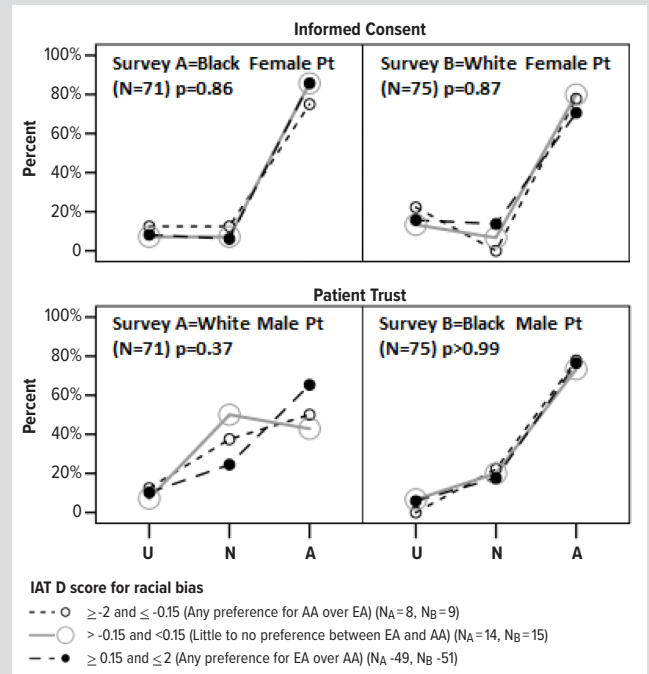 Informed Consent
Percent
100%
80%
60%
40%
20%
0
Survey A=Black Female Pt
(N=71) p=0.86
Survey B=White Female Pt
(N=75) p=0.87
Patient Trust
Percent
100%
80%
60%
40%
20%
0
Survey A=White Male Pt
(N=71) p=0.37
Survey B=Black Male Pt
(N=75) p>0.99
U N A U N A
IAT D score for racial bias
≥-2 and ≤ -0.15 (Any preference for AA over EA) (NA=8, NB=9)
> -0.15 and <0.15 (Little to no preference between EA and AA) (NA=14, NB=15)
≥ 0.15 and ≤2 (Any preference for EA over AA) (NA -49, NB -51)